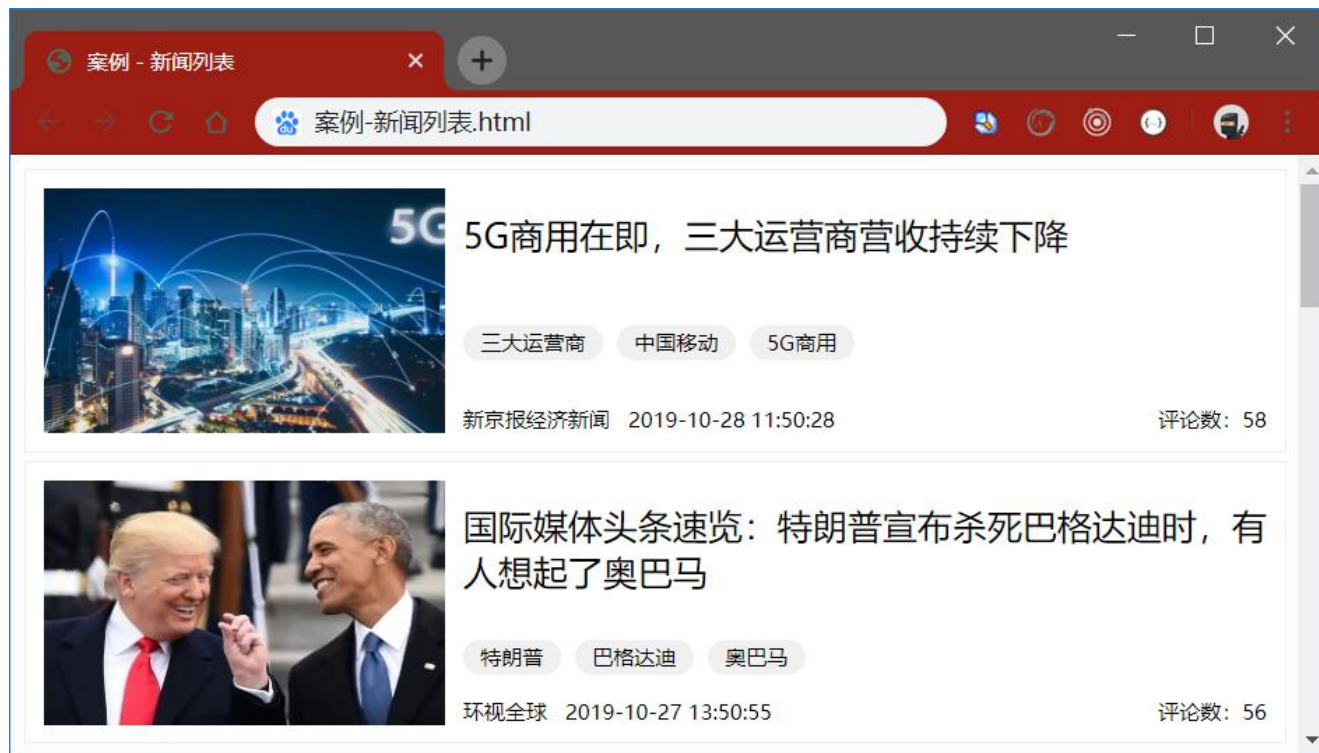 案例 - 新闻列表
案例-新闻列表.html
5G
5G商用在即，三大运营商营收持续下降
三大运营商 中国移动 5G商用
新京报经济新闻 2019-10-28 11:50:28 评论数：58
国际媒体头条速览：特朗普宣布杀死巴格达迪时，有
人想起了奥巴马
特朗普 巴格达迪 奥巴马
环视全球 2019-10-27 13:50:55 评论数：56